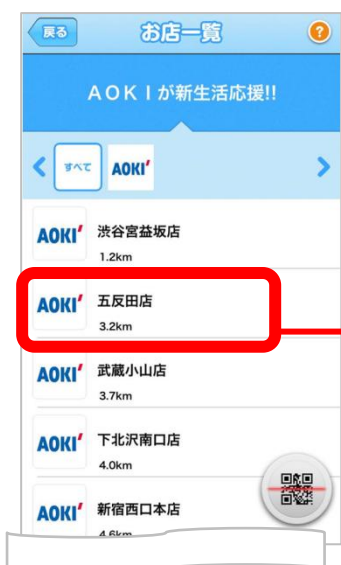 戻る
お店一覧
?
AOKIが新生活応援!!
すべて
AOKI'
AOKI'
渋谷宮益坂店
1.2km
AOKI'
五反田店
3.2km
AOKI'
武蔵小山店
3.7km
AOKI'
下北沢南口店
4.0km
AOKI'
新宿西口本店
4.6km